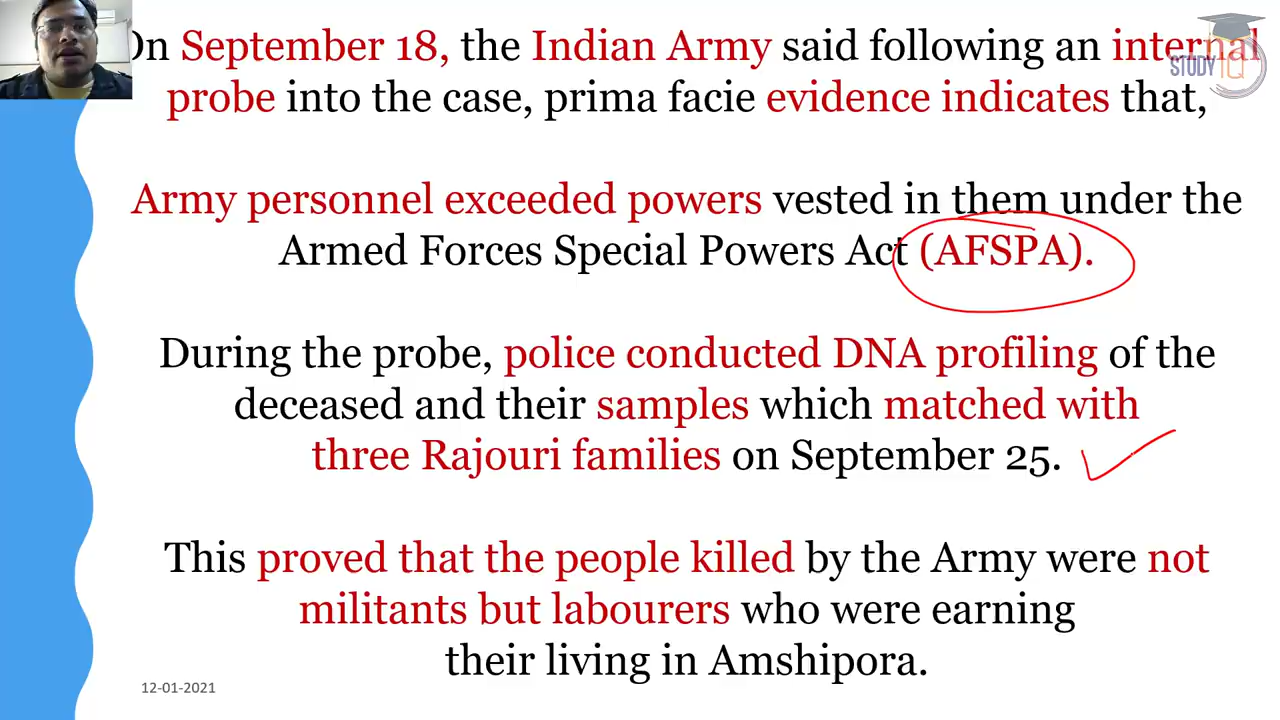 On September 18, the Indian Army said following an internal
probe into the case, prima facie evidence indicates that,
Army personnel exceeded powers vested in them under the
Armed Forces Special Powers Act (AFSPA).
During the probe, police conducted DNA profiling of the
deceased and their samples which matched with
three Rajouri families on September 25.
This proved that the people killed by the Army were not
militants but labourers who were earning
their living in Amshipora.
12-01-2021
STUDY IQ